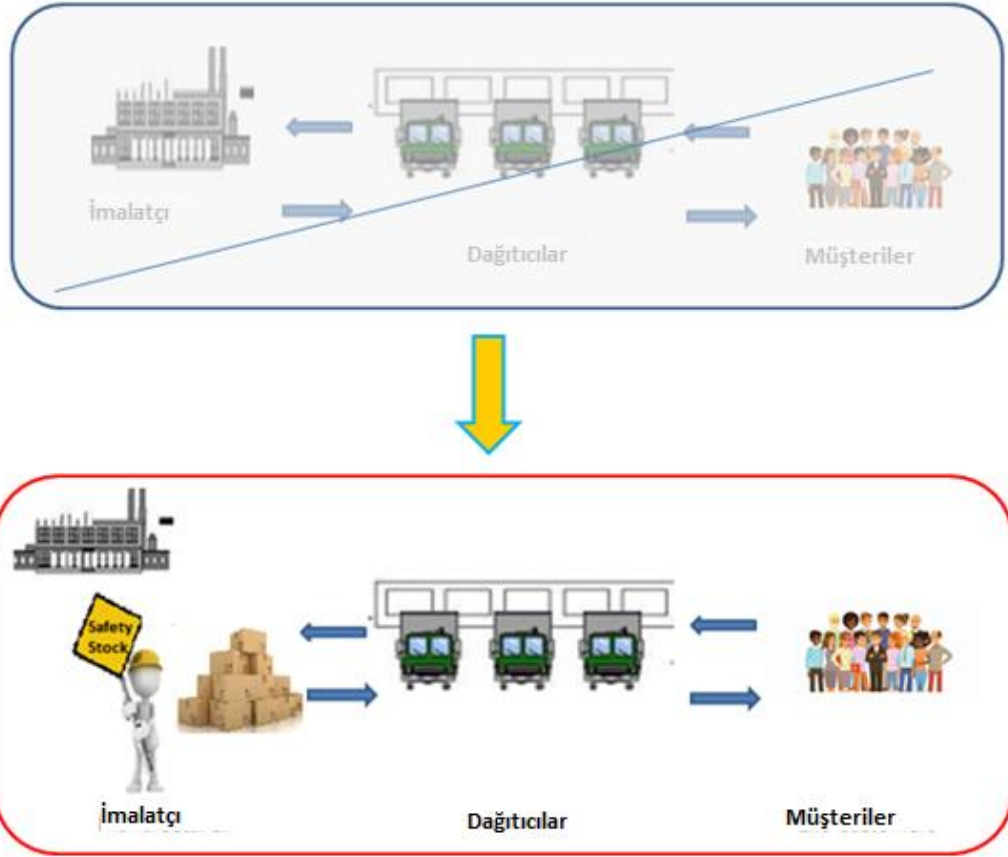 İmalatçı
Dağıtıcılar
Müşteriler
Safety
Stock
İmalatçı
Dağıtıcılar
Müşteriler